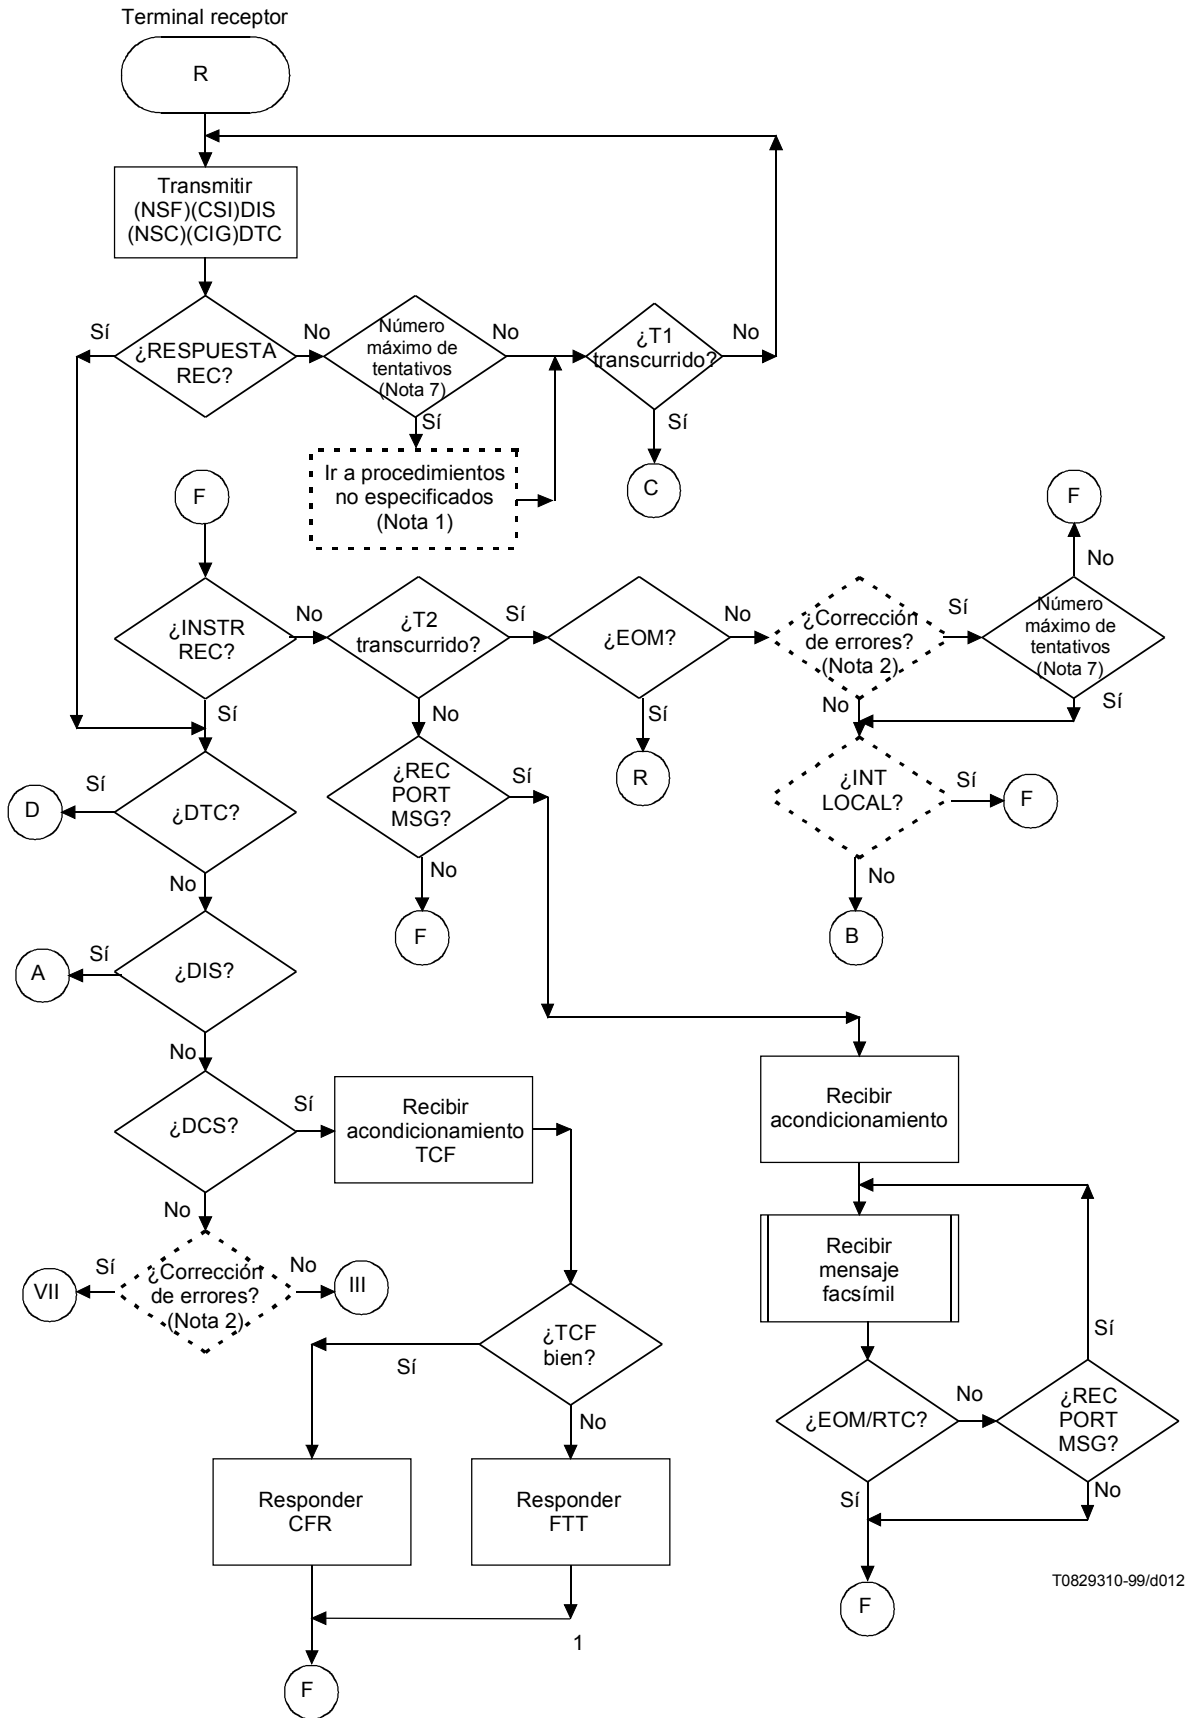 Terminal receptor
R
Transmitir
(NSF)(CSI)DIS
(NSC)(CIG)DTC
Sí
¿RESPUESTA
REC?
No
Número
máximo de
tentativos
(Nota 7)
No
¿T1
transcurrido?
No
Sí
Sí
Ir a procedimientos
no especificados
(Nota 1)
C
F
F
No
¿INSTR
REC?
No
¿T2
transcurrido?
Sí
¿EOM?
No
¿Corrección
de errores?
(Nota 2)
Sí
Número
máximo de
tentativos
(Nota 7)
Sí
No
Sí
No
Sí
D
Sí
¿DTC?
¿REC
PORT
MSG?
Sí
R
¿INT
LOCAL?
Sí
F
No
No
No
F
B
A
Sí
¿DIS?
No
¿DCS?
Sí
Recibir
acondicionamiento
TCF
Recibir
acondicionamiento
No
VII
Sí
¿Corrección
de errores?
(Nota 2)
No
III
Recibir
mensaje
facsímil
Sí
¿TCF
bien?
Sí
No
¿EOM/RTC?
No
¿REC
PORT
MSG?
Sí
No
Responder
CFR
Responder
FTT
T0829310-99/d012
F
1
F